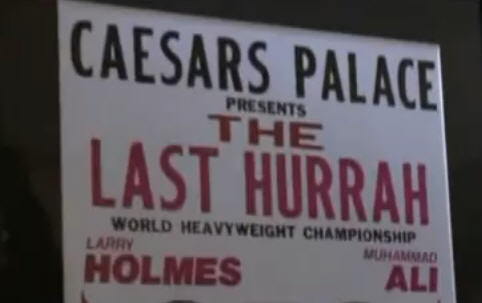 CAESARS PALACE
PRESENTS
THE
LAST HURRAH
WORLD HEAVYWEIGHT CHAMPIONSHIP
LARRY
HOLMES
MUHAMMAD
ALI